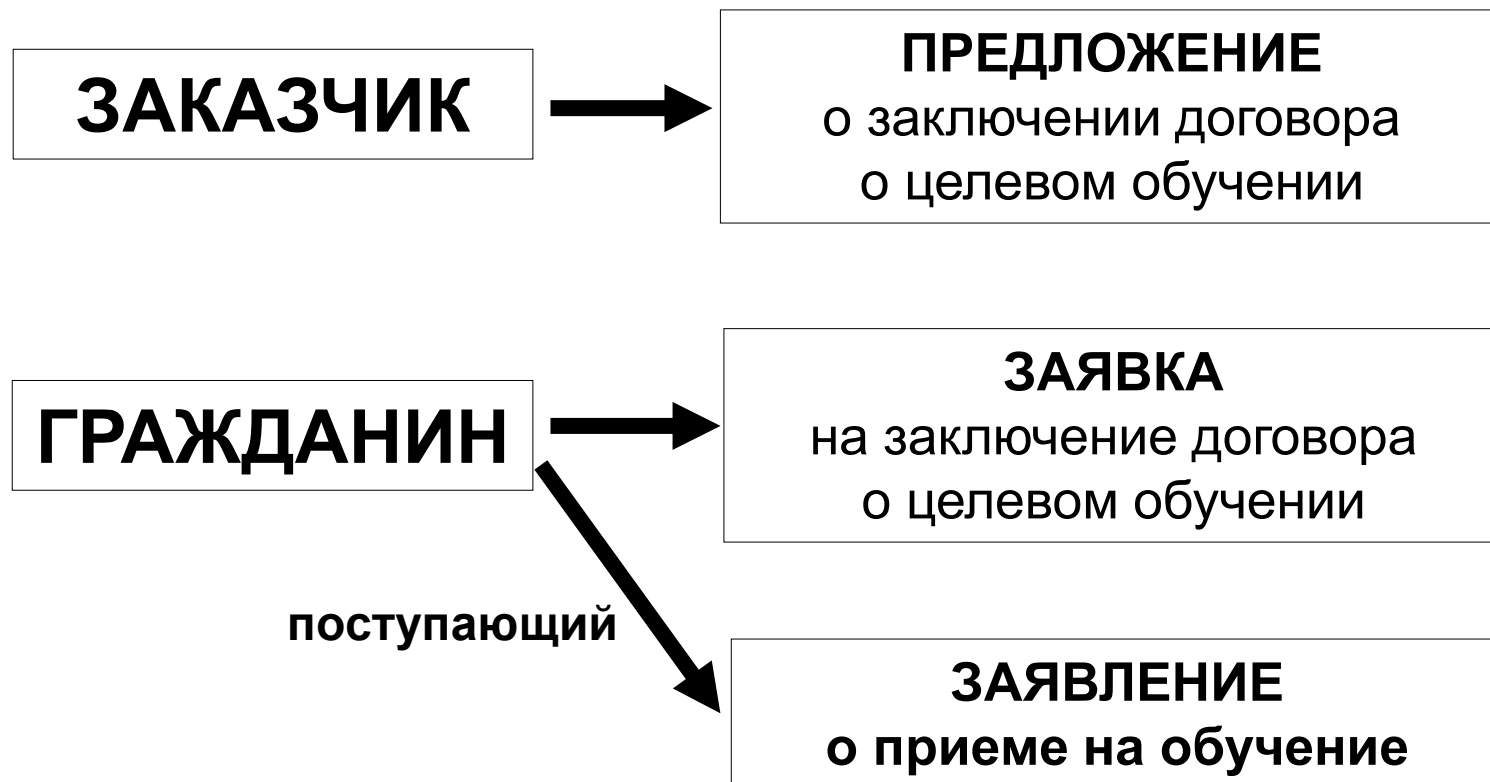 ЗАКАЗЧИК
ПРЕДЛОЖЕНИЕ
о заключении договора
о целевом обучении
ГРАЖДАНИН
ЗАЯВКА
на заключение договора
о целевом обучении
поступающий
ЗАЯВЛЕНИЕ
о приеме на обучение